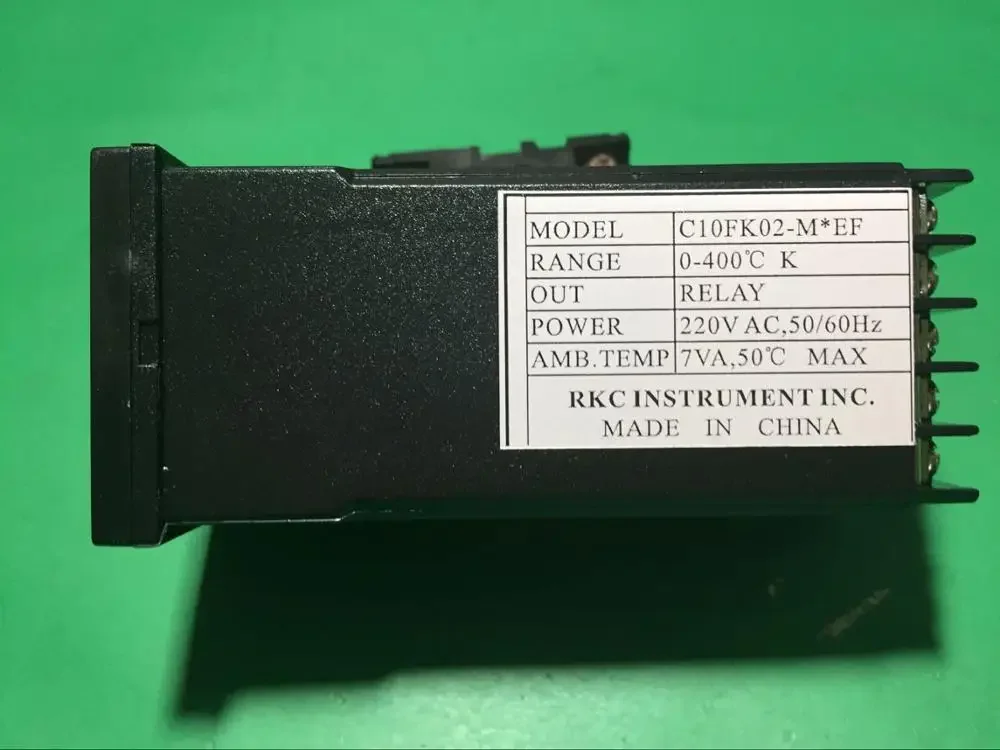 MODEL C10FK02-M*EF
RANGE 0-400℃ K
OUT RELAY
POWER 220V AC,50/60Hz
AMB.TEMP 7VA,50℃ MAX
RKC INSTRUMENT INC.
MADE IN CHINA